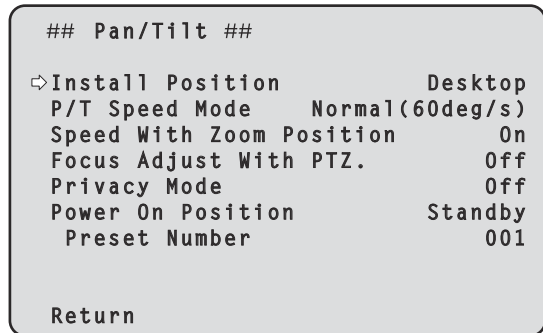 ## Pan/Tilt ##
⇨Install Position Desktop
P/T Speed Mode Normal(60deg/s)
Speed With Zoom Position On
Focus Adjust With PTZ. Off
Privacy Mode Off
Power On Position Standby
Preset Number 001
Return